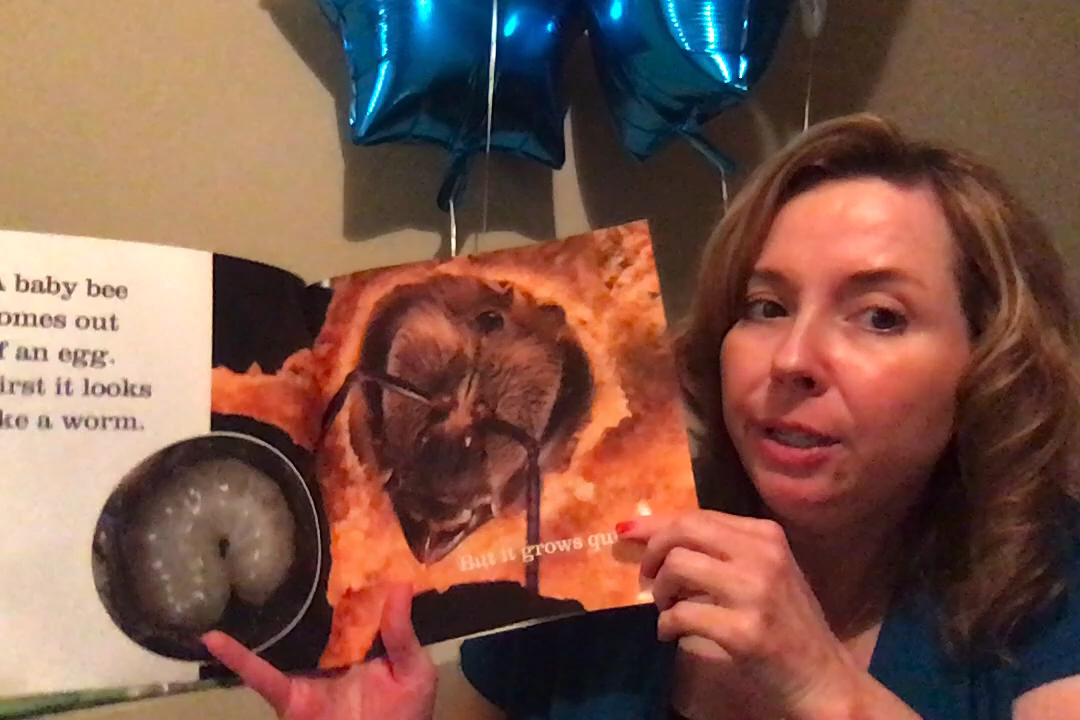 A baby bee
omes out
f an egg.
irst it looks
ke a worm.
But it grows qu